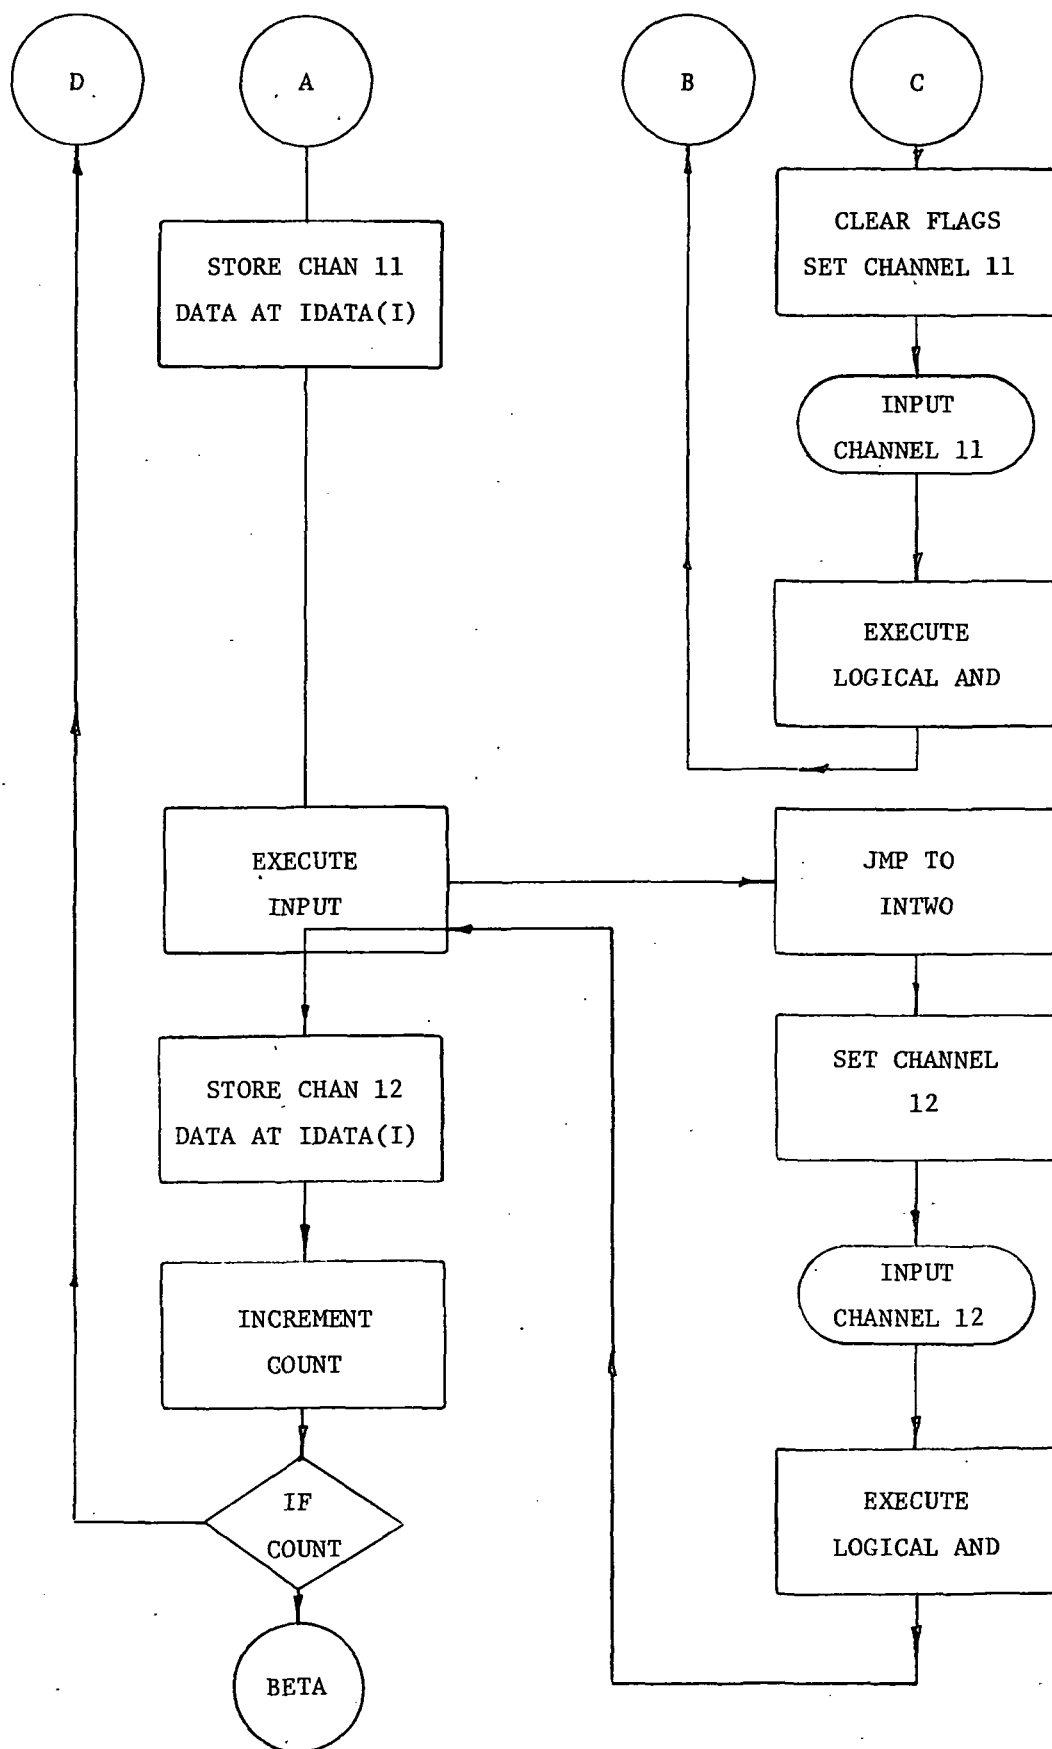 D
A
B
C
STORE CHAN 11
DATA AT IDATA(I)
CLEAR FLAGS
SET CHANNEL 11
INPUT
CHANNEL 11
EXECUTE
LOGICAL AND
EXECUTE
INPUT
JMP TO
INTWO
STORE CHAN 12
DATA AT IDATA(I)
SET CHANNEL
12
INCREMENT
COUNT
INPUT
CHANNEL 12
IF
COUNT
EXECUTE
LOGICAL AND
BETA